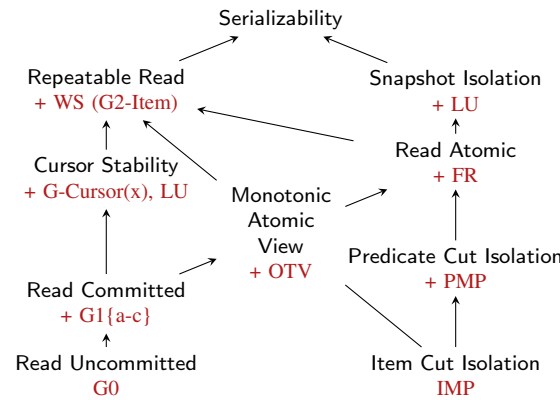 Serializability
Repeatable Read
+ WS (G2-Item)
Snapshot Isolation
+ LU
Cursor Stability
+ G-Cursor(x), LU
Read Atomic
+ FR
Monotonic
Atomic
View
+ OTV
Predicate Cut Isolation
+ PMP
Read Committed
+ G1{a-c}
Read Uncommitted
G0
Item Cut Isolation
IMP